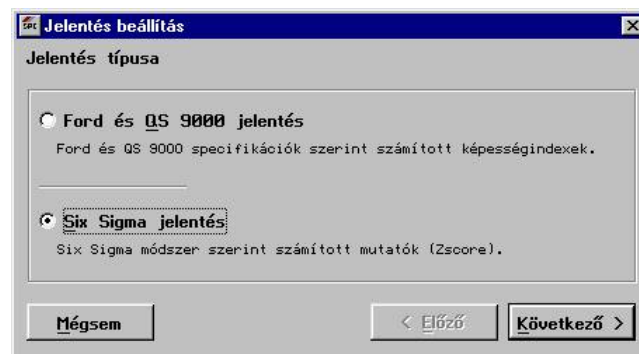 SPC Jelentés beállítás
Jelentés típusa
Ford és QS 9000 jelentés
Ford és QS 9000 specifikációk szerint számított képességindexek.
Six Sigma jelentés
Six Sigma módszer szerint számított mutatók (Zscore).
Mégsem < Előző Következő >